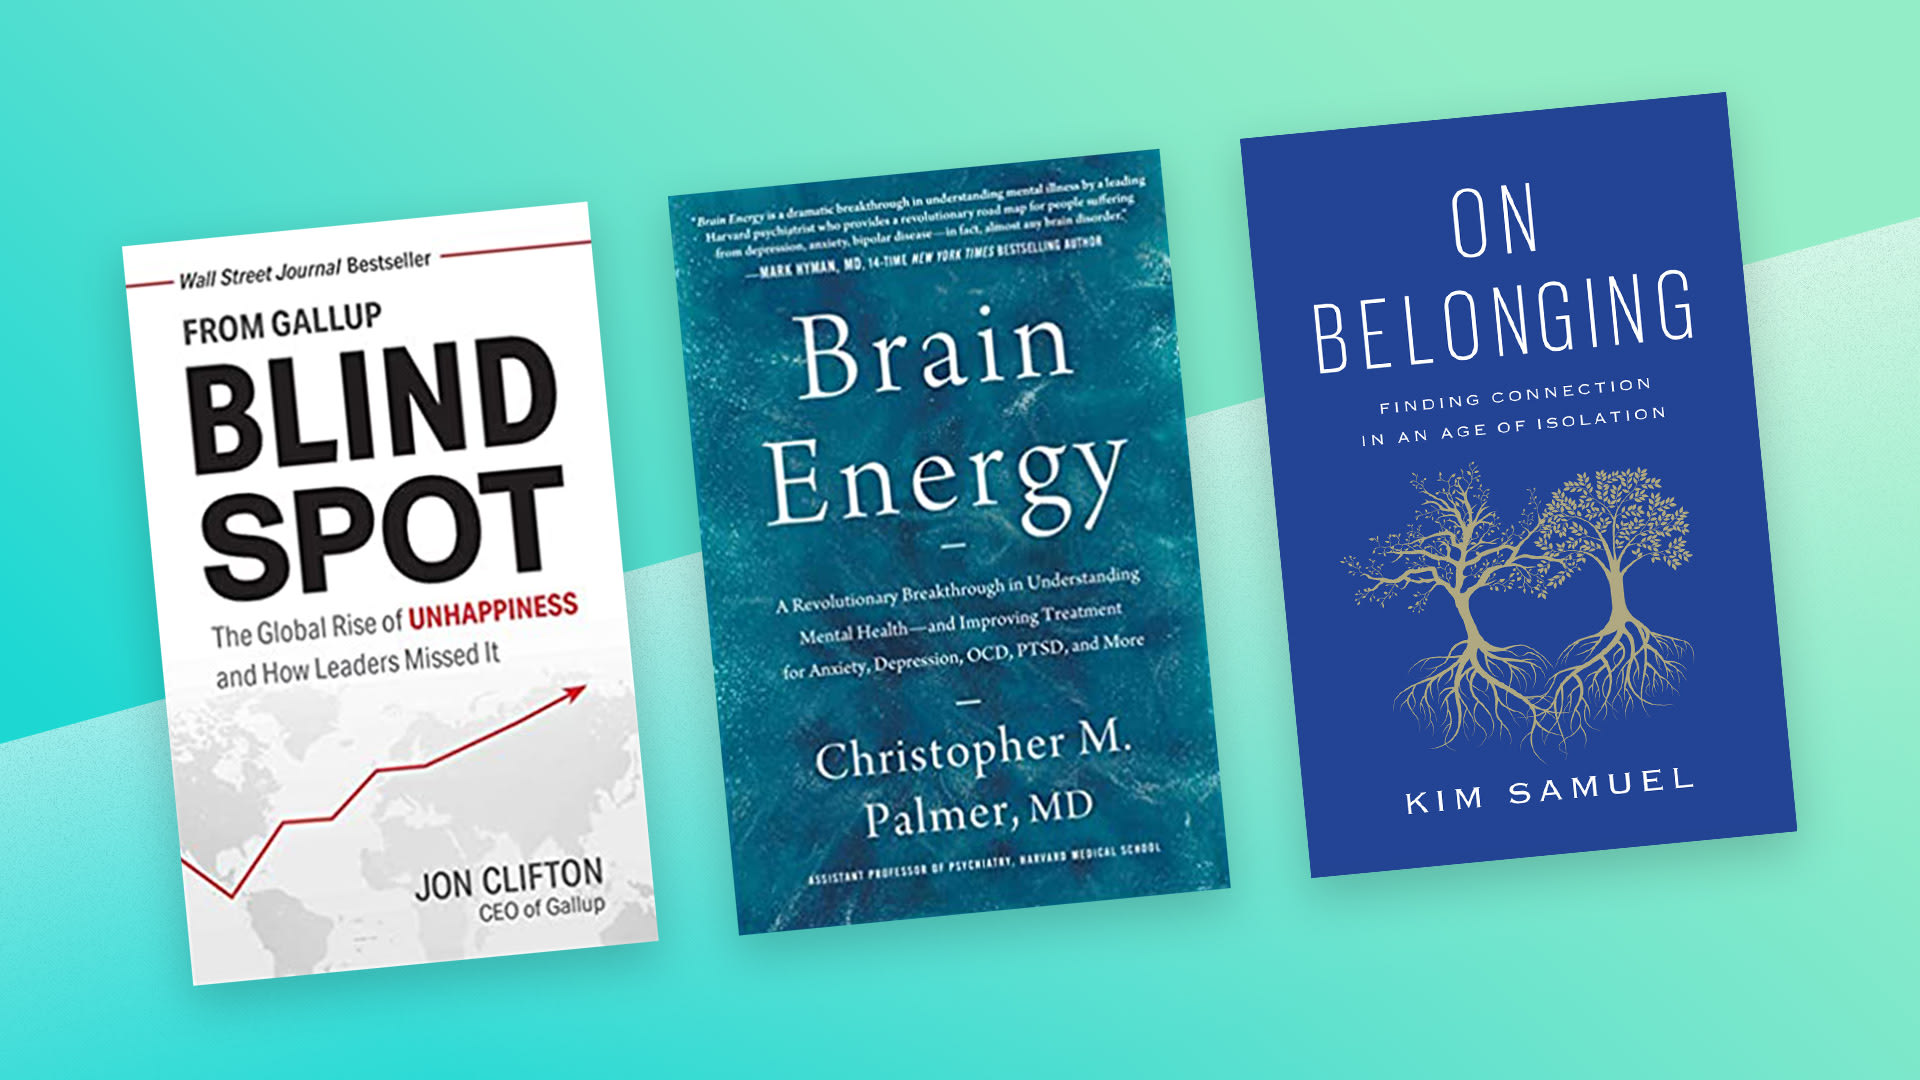 Wall Street Journal Bestseller
FROM GALLUP
BLIND
SPOT
The Global Rise of UNHAPPINESS
and How Leaders Missed It
JON CLIFTON
CEO of Gallup
"Brain Energy is a dramatic breakthrough in understanding mental illness by a leading
Harvard psychiatrist who provides a revolutionary road map for people suffering
from depression, anxiety, bipolar disease—in fact, almost any brain disorder."
—MARK HYMAN, MD, 14-TIME NEW YORK TIMES BESTSELLING AUTHOR
Brain
Energy
A Revolutionary Breakthrough in Understanding
Mental Health—and Improving Treatment
for Anxiety, Depression, OCD, PTSD, and More
Christopher M.
Palmer, MD
ASSISTANT PROFESSOR OF PSYCHIATRY, HARVARD MEDICAL SCHOOL
ON
BELONGING
FINDING CONNECTION
IN AN AGE OF ISOLATION
KIM SAMUEL